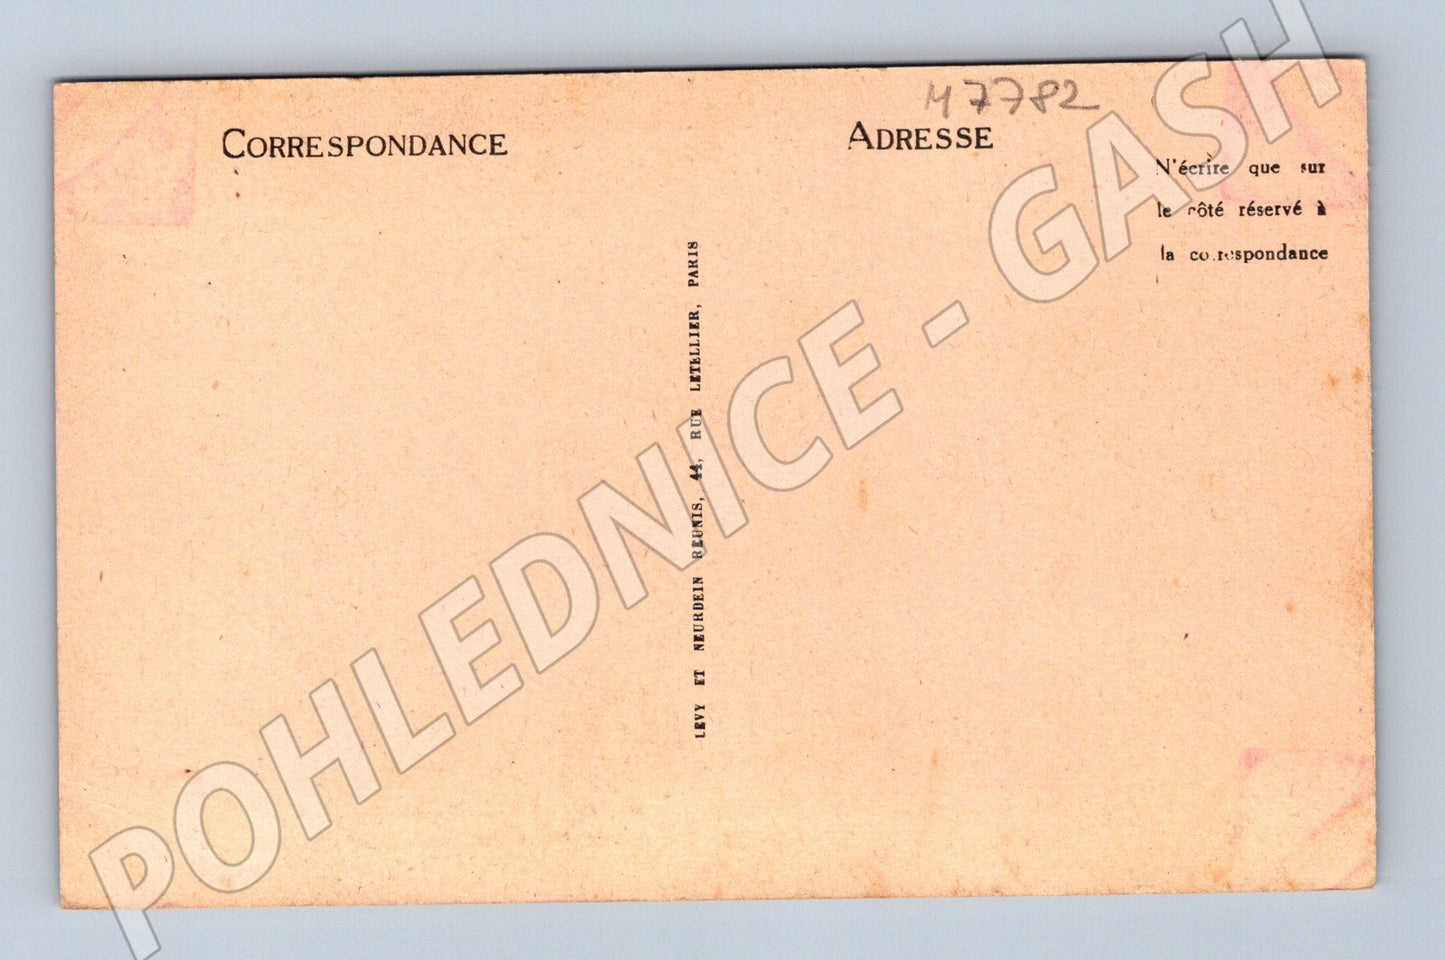 47782
CORRESPONDANCE
ADRESSE
N'écrire que sur
le côté réservé à
la correspondance
LEVY ET NEURDEIN REUNIS, 44, RUE LETELLIER, PARIS
POHLEDNICE - GASH